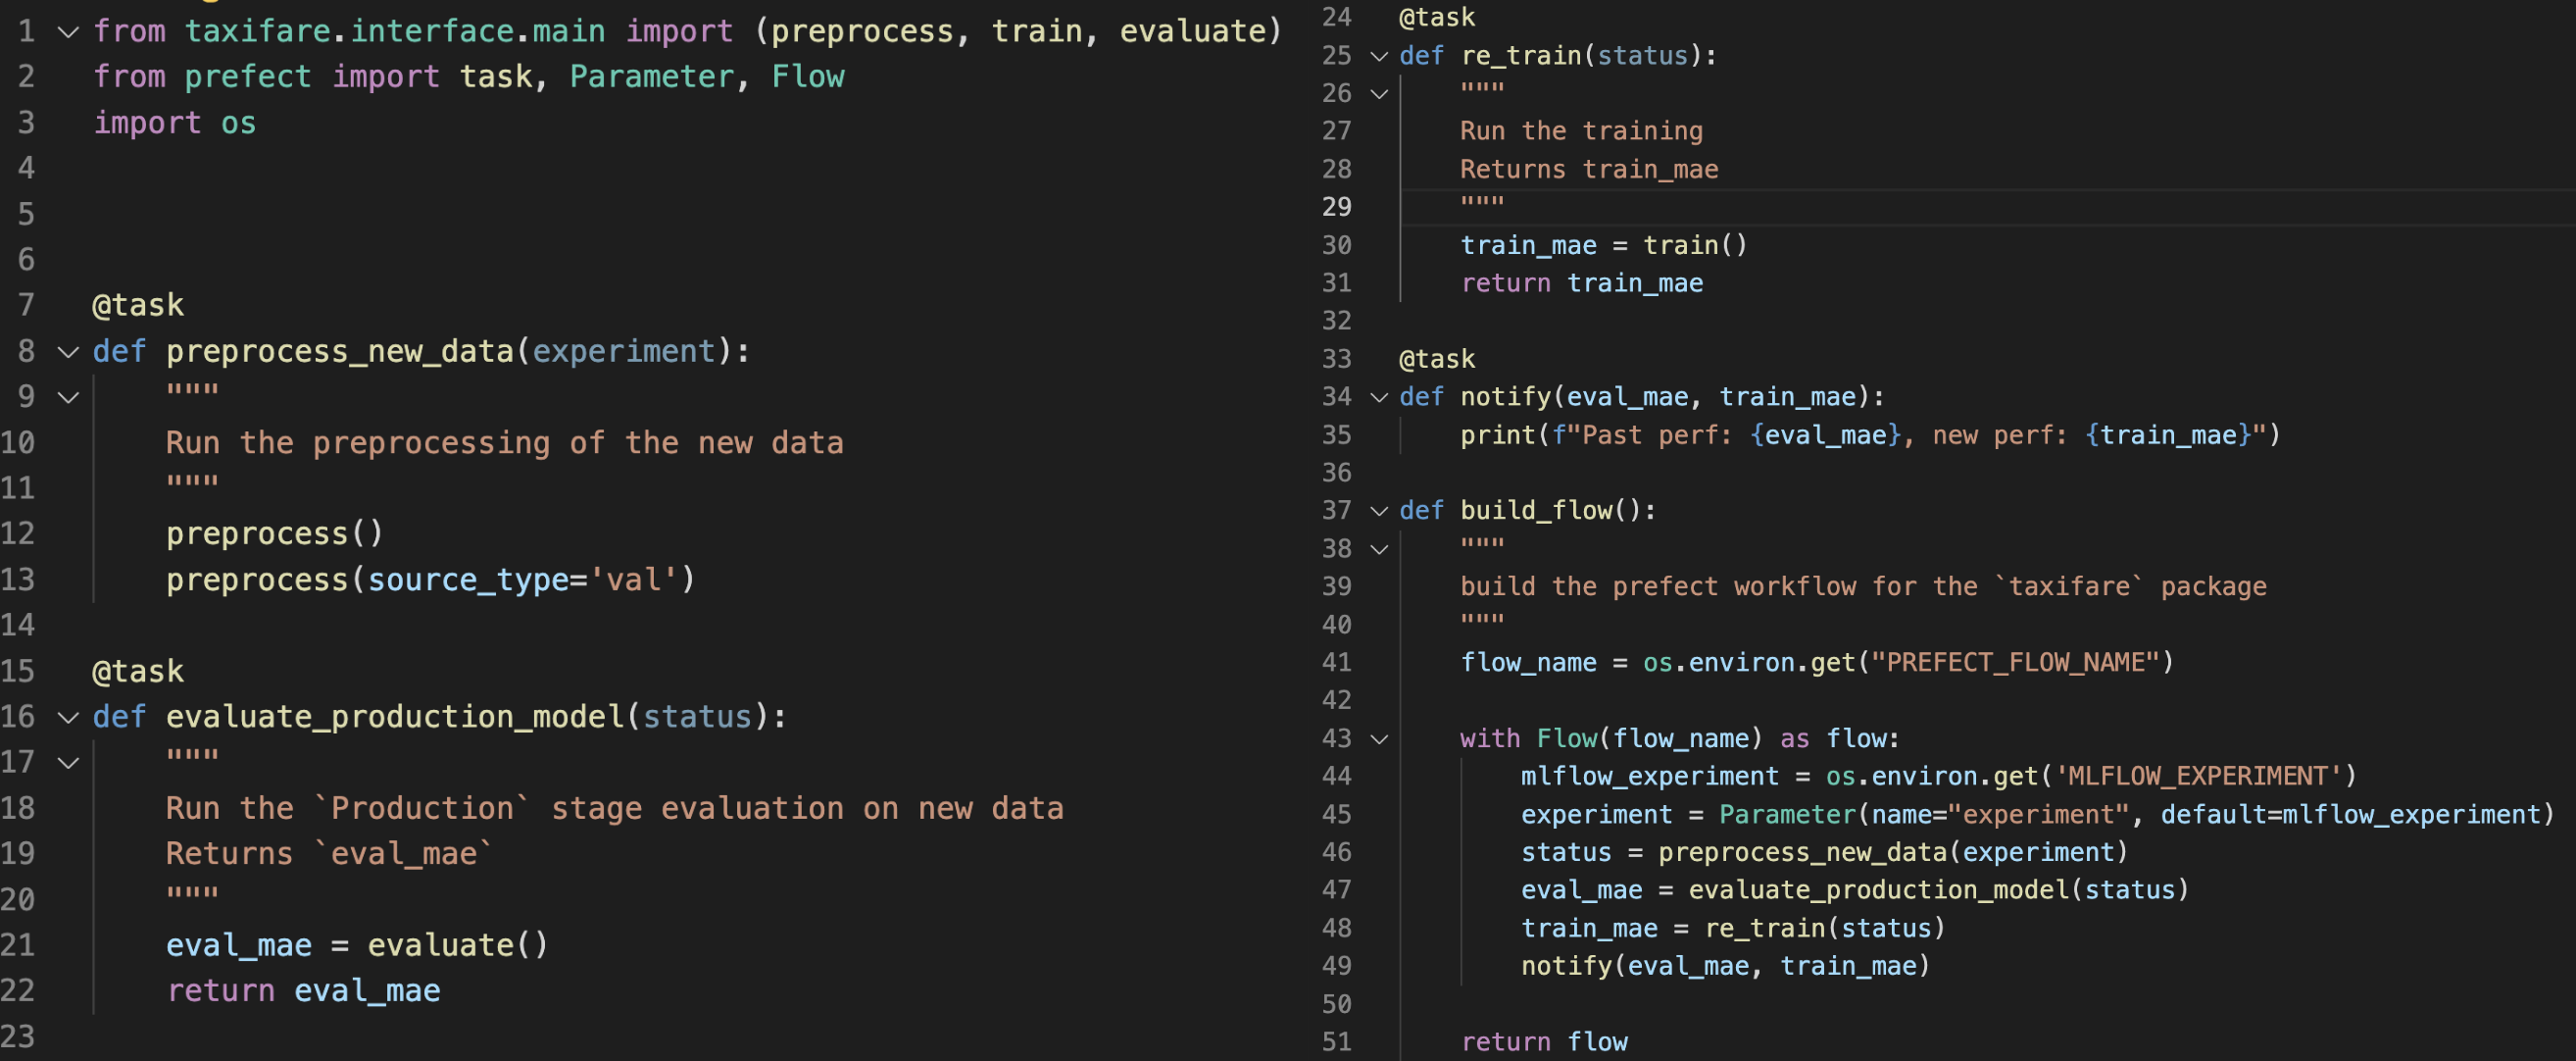 1 from taxifare.interface.main import (preprocess, train, evaluate)
2 from prefect import task, Parameter, Flow
3 import os
4
5
6
7 @task
8 def preprocess_new_data(experiment):
9     """
10     Run the preprocessing of the new data
11     """
12     preprocess()
13     preprocess(source_type='val')
14
15 @task
16 def evaluate_production_model(status):
17     """
18     Run the `Production` stage evaluation on new data
19     Returns `eval_mae`
20     """
21     eval_mae = evaluate()
22     return eval_mae
23
24 @task
25 def re_train(status):
26     """
27     Run the training
28     Returns train_mae
29     """
30     train_mae = train()
31     return train_mae
32
33 @task
34 def notify(eval_mae, train_mae):
35     print(f"Past perf: {eval_mae}, new perf: {train_mae}")
36
37 def build_flow():
38     """
39     build the prefect workflow for the `taxifare` package
40     """
41     flow_name = os.environ.get("PREFECT_FLOW_NAME")
42
43     with Flow(flow_name) as flow:
44         mlflow_experiment = os.environ.get('MLFLOW_EXPERIMENT')
45         experiment = Parameter(name="experiment", default=mlflow_experiment)
46         status = preprocess_new_data(experiment)
47         eval_mae = evaluate_production_model(status)
48         train_mae = re_train(status)
49         notify(eval_mae, train_mae)
50
51     return flow